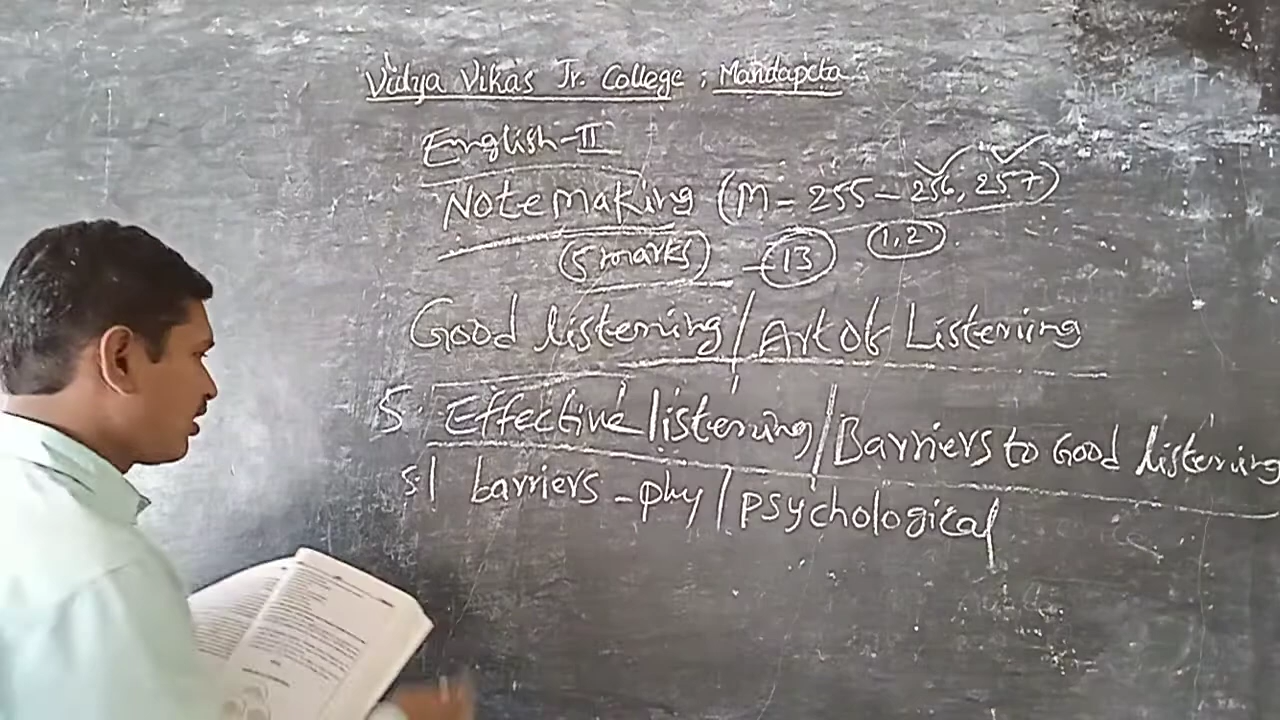 Vidya Vikas Jr. College ; Mandapeta
English-II
Notemaking (M - 255 - 256, 257)
(5 marks) - 13 1,2
Good listening / Art of Listening
5. Effective listening / Barriers to Good listening
5.1 barriers - phy / psychological